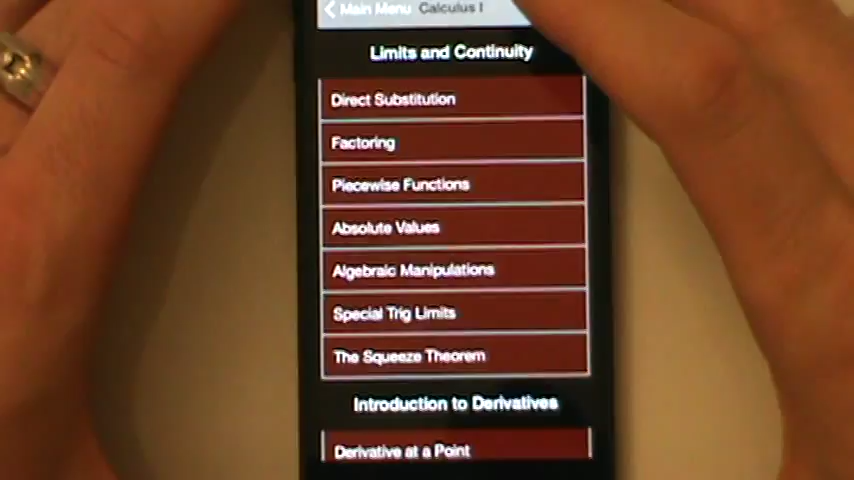 Main Menu Calculus I
Limits and Continuity
Direct Substitution
Factoring
Piecewise Functions
Absolute Values
Algebraic Manipulations
Special Trig Limits
The Squeeze Theorem
Introduction to Derivatives
Derivative at a Point